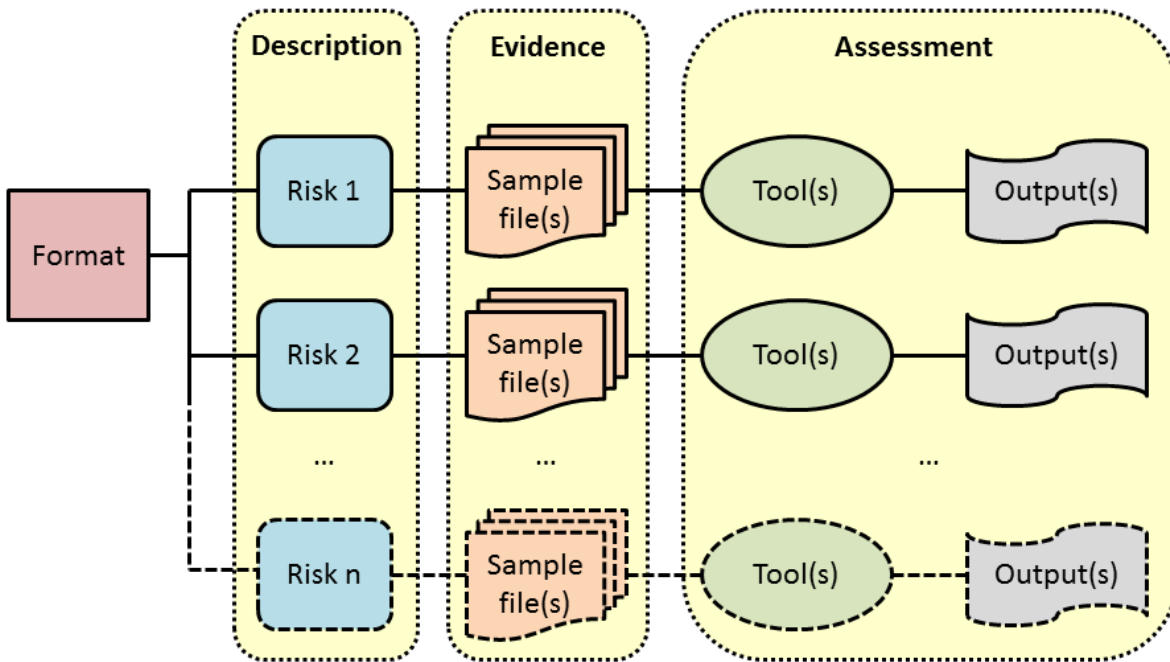 Description
Evidence
Assessment
Format
Risk 1
Sample
file(s)
Tool(s)
Output(s)
Risk 2
Sample
file(s)
Tool(s)
Output(s)
...
...
...
Risk n
Sample
file(s)
Tool(s)
Output(s)